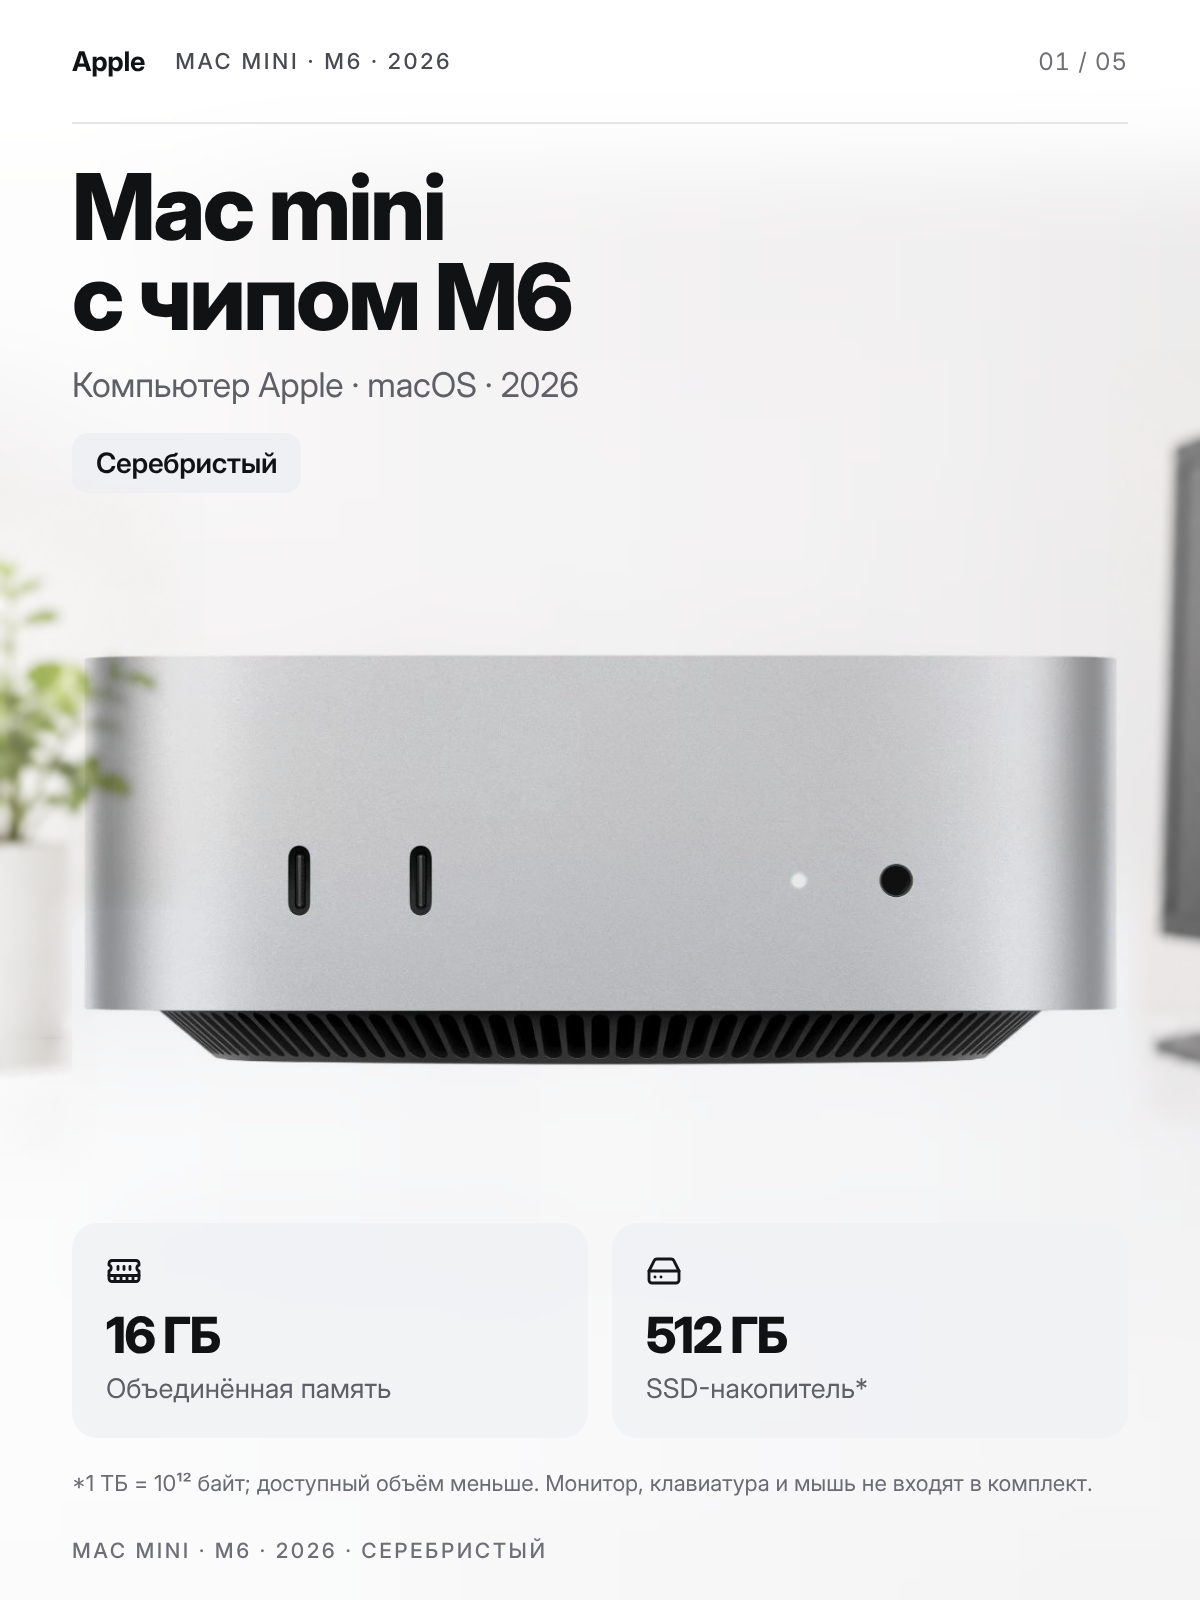 Apple MAC MINI · M6 · 2026 01 / 05
Mac mini
с чипом M6
Компьютер Apple · macOS · 2026
Серебристый
16 ГБ
Объединённая память
512 ГБ
SSD-накопитель*
*1 ТБ = 10¹² байт; доступный объём меньше. Монитор, клавиатура и мышь не входят в комплект.
MAC MINI · M6 · 2026 · СЕРЕБРИСТЫЙ